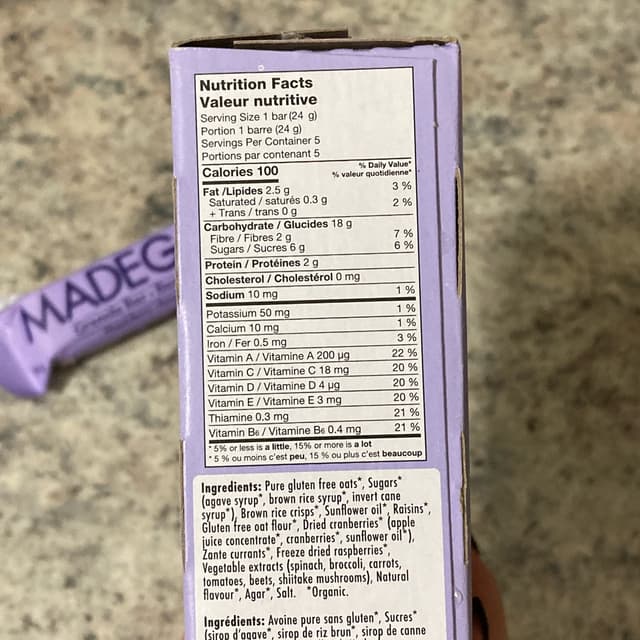 Nutrition Facts
Valeur nutritive
Serving Size 1 bar (24 g)
Portion 1 barre (24 g)
Servings Per Container 5
Portions par contenant 5
Calories 100
% Daily Value*
% valeur quotidienne*
Fat / Lipides 2.5 g 3 %
Saturated / saturés 0.3 g
+ Trans / trans 0 g 2 %
Carbohydrate / Glucides 18 g
Fibre / Fibres 2 g 7 %
Sugars / Sucres 6 g 6 %
Protein / Protéines 2 g
Cholesterol / Cholestérol 0 mg
Sodium 10 mg 1 %
Potassium 50 mg 1 %
Calcium 10 mg 1 %
Iron / Fer 0.5 mg 3 %
Vitamin A / Vitamine A 200 µg 22 %
Vitamin C / Vitamine C 18 mg 20 %
Vitamin D / Vitamine D 4 µg 20 %
Vitamin E / Vitamine E 3 mg 20 %
Thiamine 0.3 mg 21 %
Vitamin B6 / Vitamine B6 0.4 mg 21 %
* 5% or less is a little, 15% or more is a lot
* 5 % ou moins c'est peu, 15 % ou plus c'est beaucoup
Ingredients: Pure gluten free oats*, Sugars*
(agave syrup*, brown rice syrup*, invert cane
syrup*), Brown rice crisps*, Sunflower oil*, Raisins*,
Gluten free oat flour*, Dried cranberries* (apple
juice concentrate*, cranberries*, sunflower oil*),
Zante currants*, Freeze dried raspberries*,
Vegetable extracts (spinach, broccoli, carrots,
tomatoes, beets, shiitake mushrooms), Natural
flavour*, Agar*, Salt. *Organic.
Ingrédients: Avoine pure sans gluten*, Sucres*
(sirop d'agave*, sirop de riz brun*, sirop de canne
MADEG